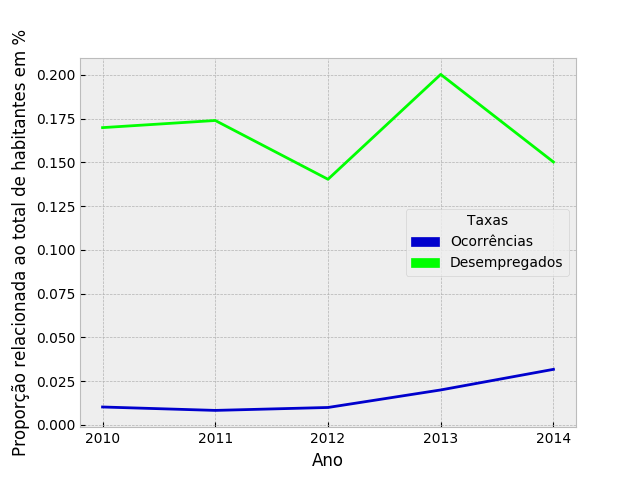 Proporção relacionada ao total de habitantes em %
0.200
0.175
0.150
0.125
0.100
0.075
0.050
0.025
0.000
Taxas
Ocorrências
Desempregados
2010 2011 2012 2013 2014
Ano